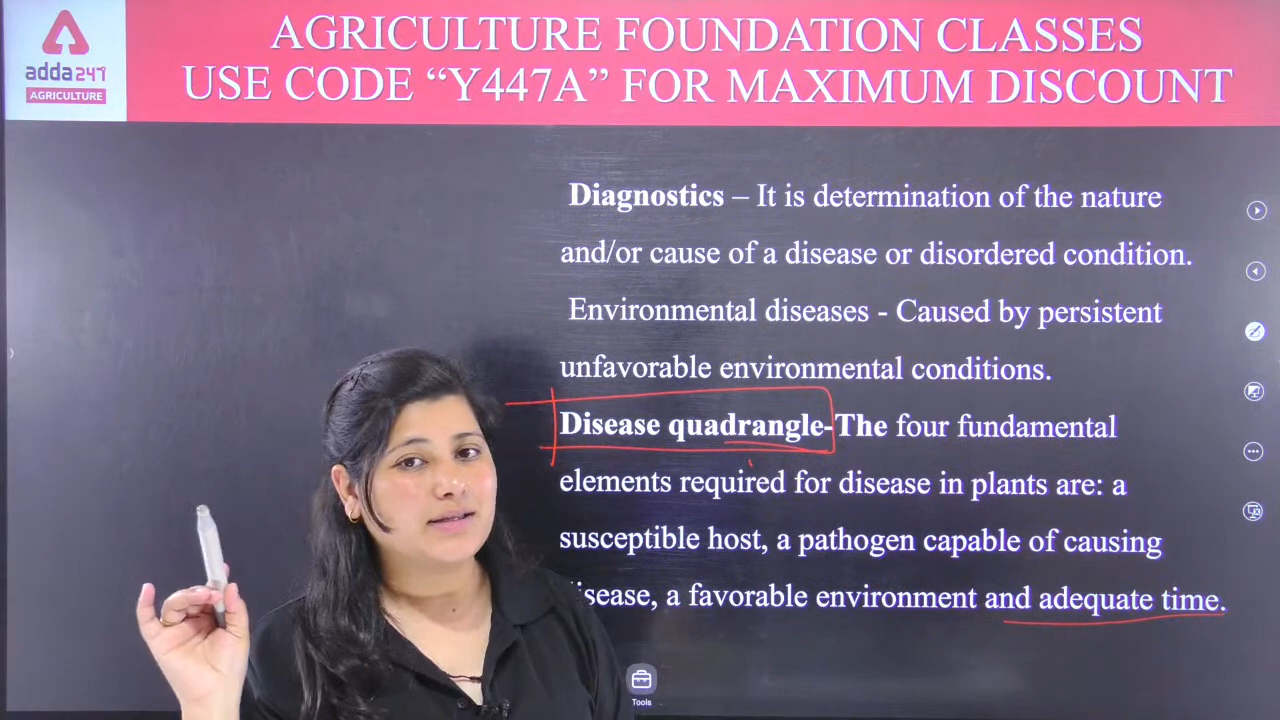 AGRICULTURE FOUNDATION CLASSES
USE CODE “Y447A” FOR MAXIMUM DISCOUNT
adda247
AGRICULTURE
Diagnostics – It is determination of the nature
and/or cause of a disease or disordered condition.
Environmental diseases - Caused by persistent
unfavorable environmental conditions.
Disease quadrangle-The four fundamental
elements required for disease in plants are: a
susceptible host, a pathogen capable of causing
disease, a favorable environment and adequate time.
Tools